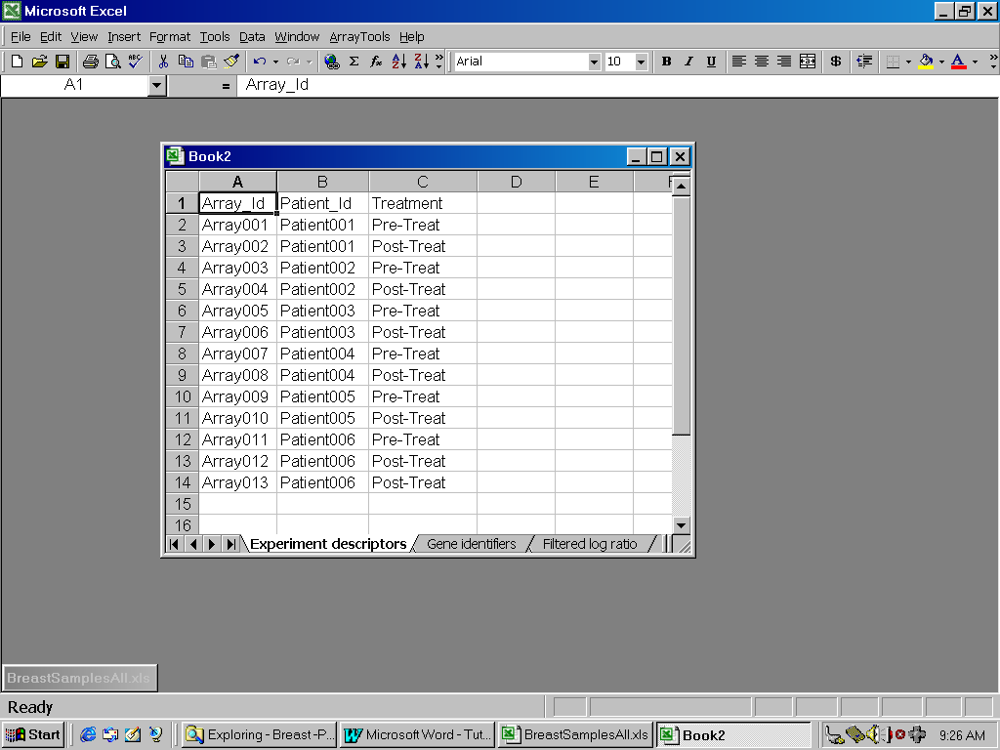 Microsoft Excel
File Edit View Insert Format Tools Data Window ArrayTools Help
Arial 10 B I U $
A1 = Array_Id
Book2
A B C D E F
1 Array_Id Patient_Id Treatment
2 Array001 Patient001 Pre-Treat
3 Array002 Patient001 Post-Treat
4 Array003 Patient002 Pre-Treat
5 Array004 Patient002 Post-Treat
6 Array005 Patient003 Pre-Treat
7 Array006 Patient003 Post-Treat
8 Array007 Patient004 Pre-Treat
9 Array008 Patient004 Post-Treat
10 Array009 Patient005 Pre-Treat
11 Array010 Patient005 Post-Treat
12 Array011 Patient006 Pre-Treat
13 Array012 Patient006 Post-Treat
14 Array013 Patient006 Post-Treat
15
16
Experiment descriptors Gene identifiers Filtered log ratio
BreastSamplesAll.xls
Ready
Start Exploring - Breast -P... Microsoft Word - Tut... BreastSamplesAll.xls Book2 9:26 AM